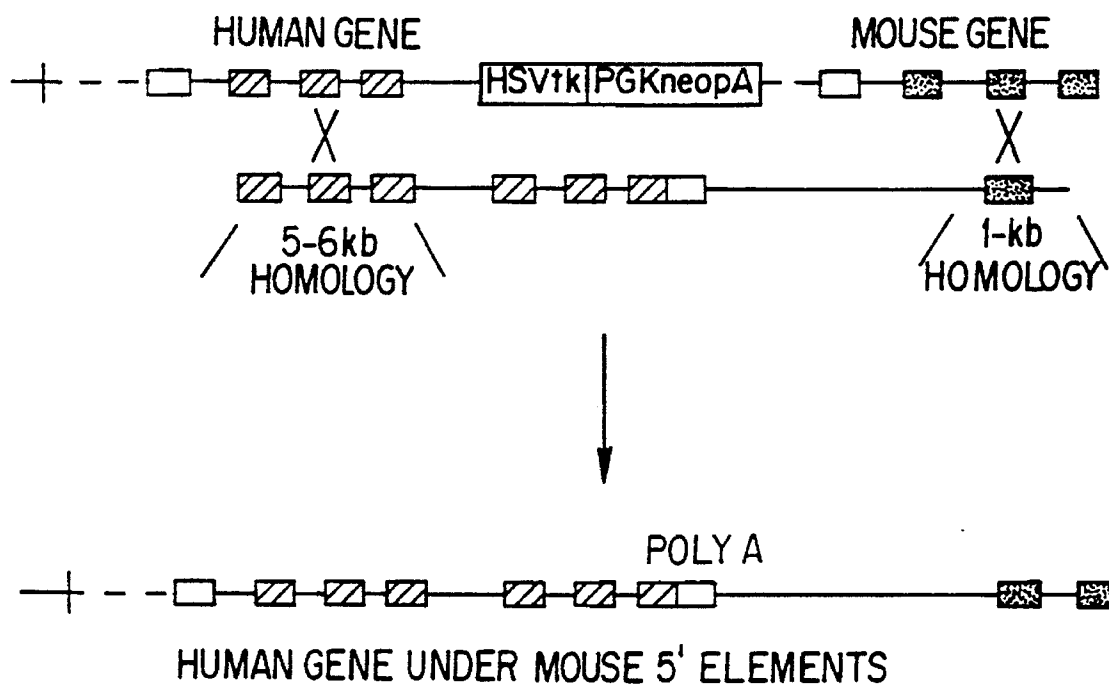 HUMAN GENE
MOUSE GENE
HSVtk PGKneopA
5-6kb
HOMOLOGY
1-kb
HOMOLOGY
POLY A
HUMAN GENE UNDER MOUSE 5' ELEMENTS